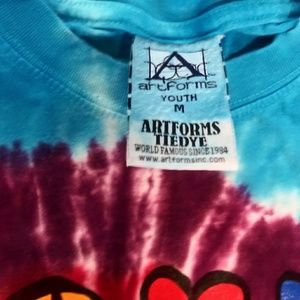 artforms
YOUTH
M
ARTFORMS
TIEDYE
WORLD FAMOUS SINCE 1984
www.artformsinc.com